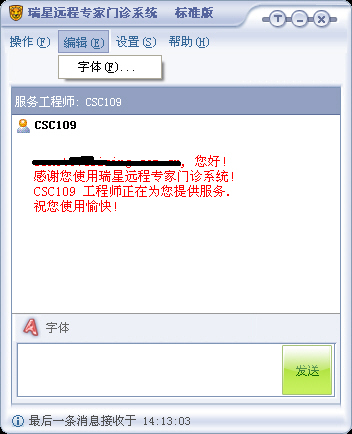 瑞星远程专家门诊系统 标准版
操作(F) 编辑(E) 设置(S) 帮助(H)
字体(F)...
服务工程师: CSC109
CSC109
您好!
感谢您使用瑞星远程专家门诊系统!
CSC109 工程师正在为您提供服务.
祝您使用愉快!
字体
发送
最后一条消息接收于 14:13:03